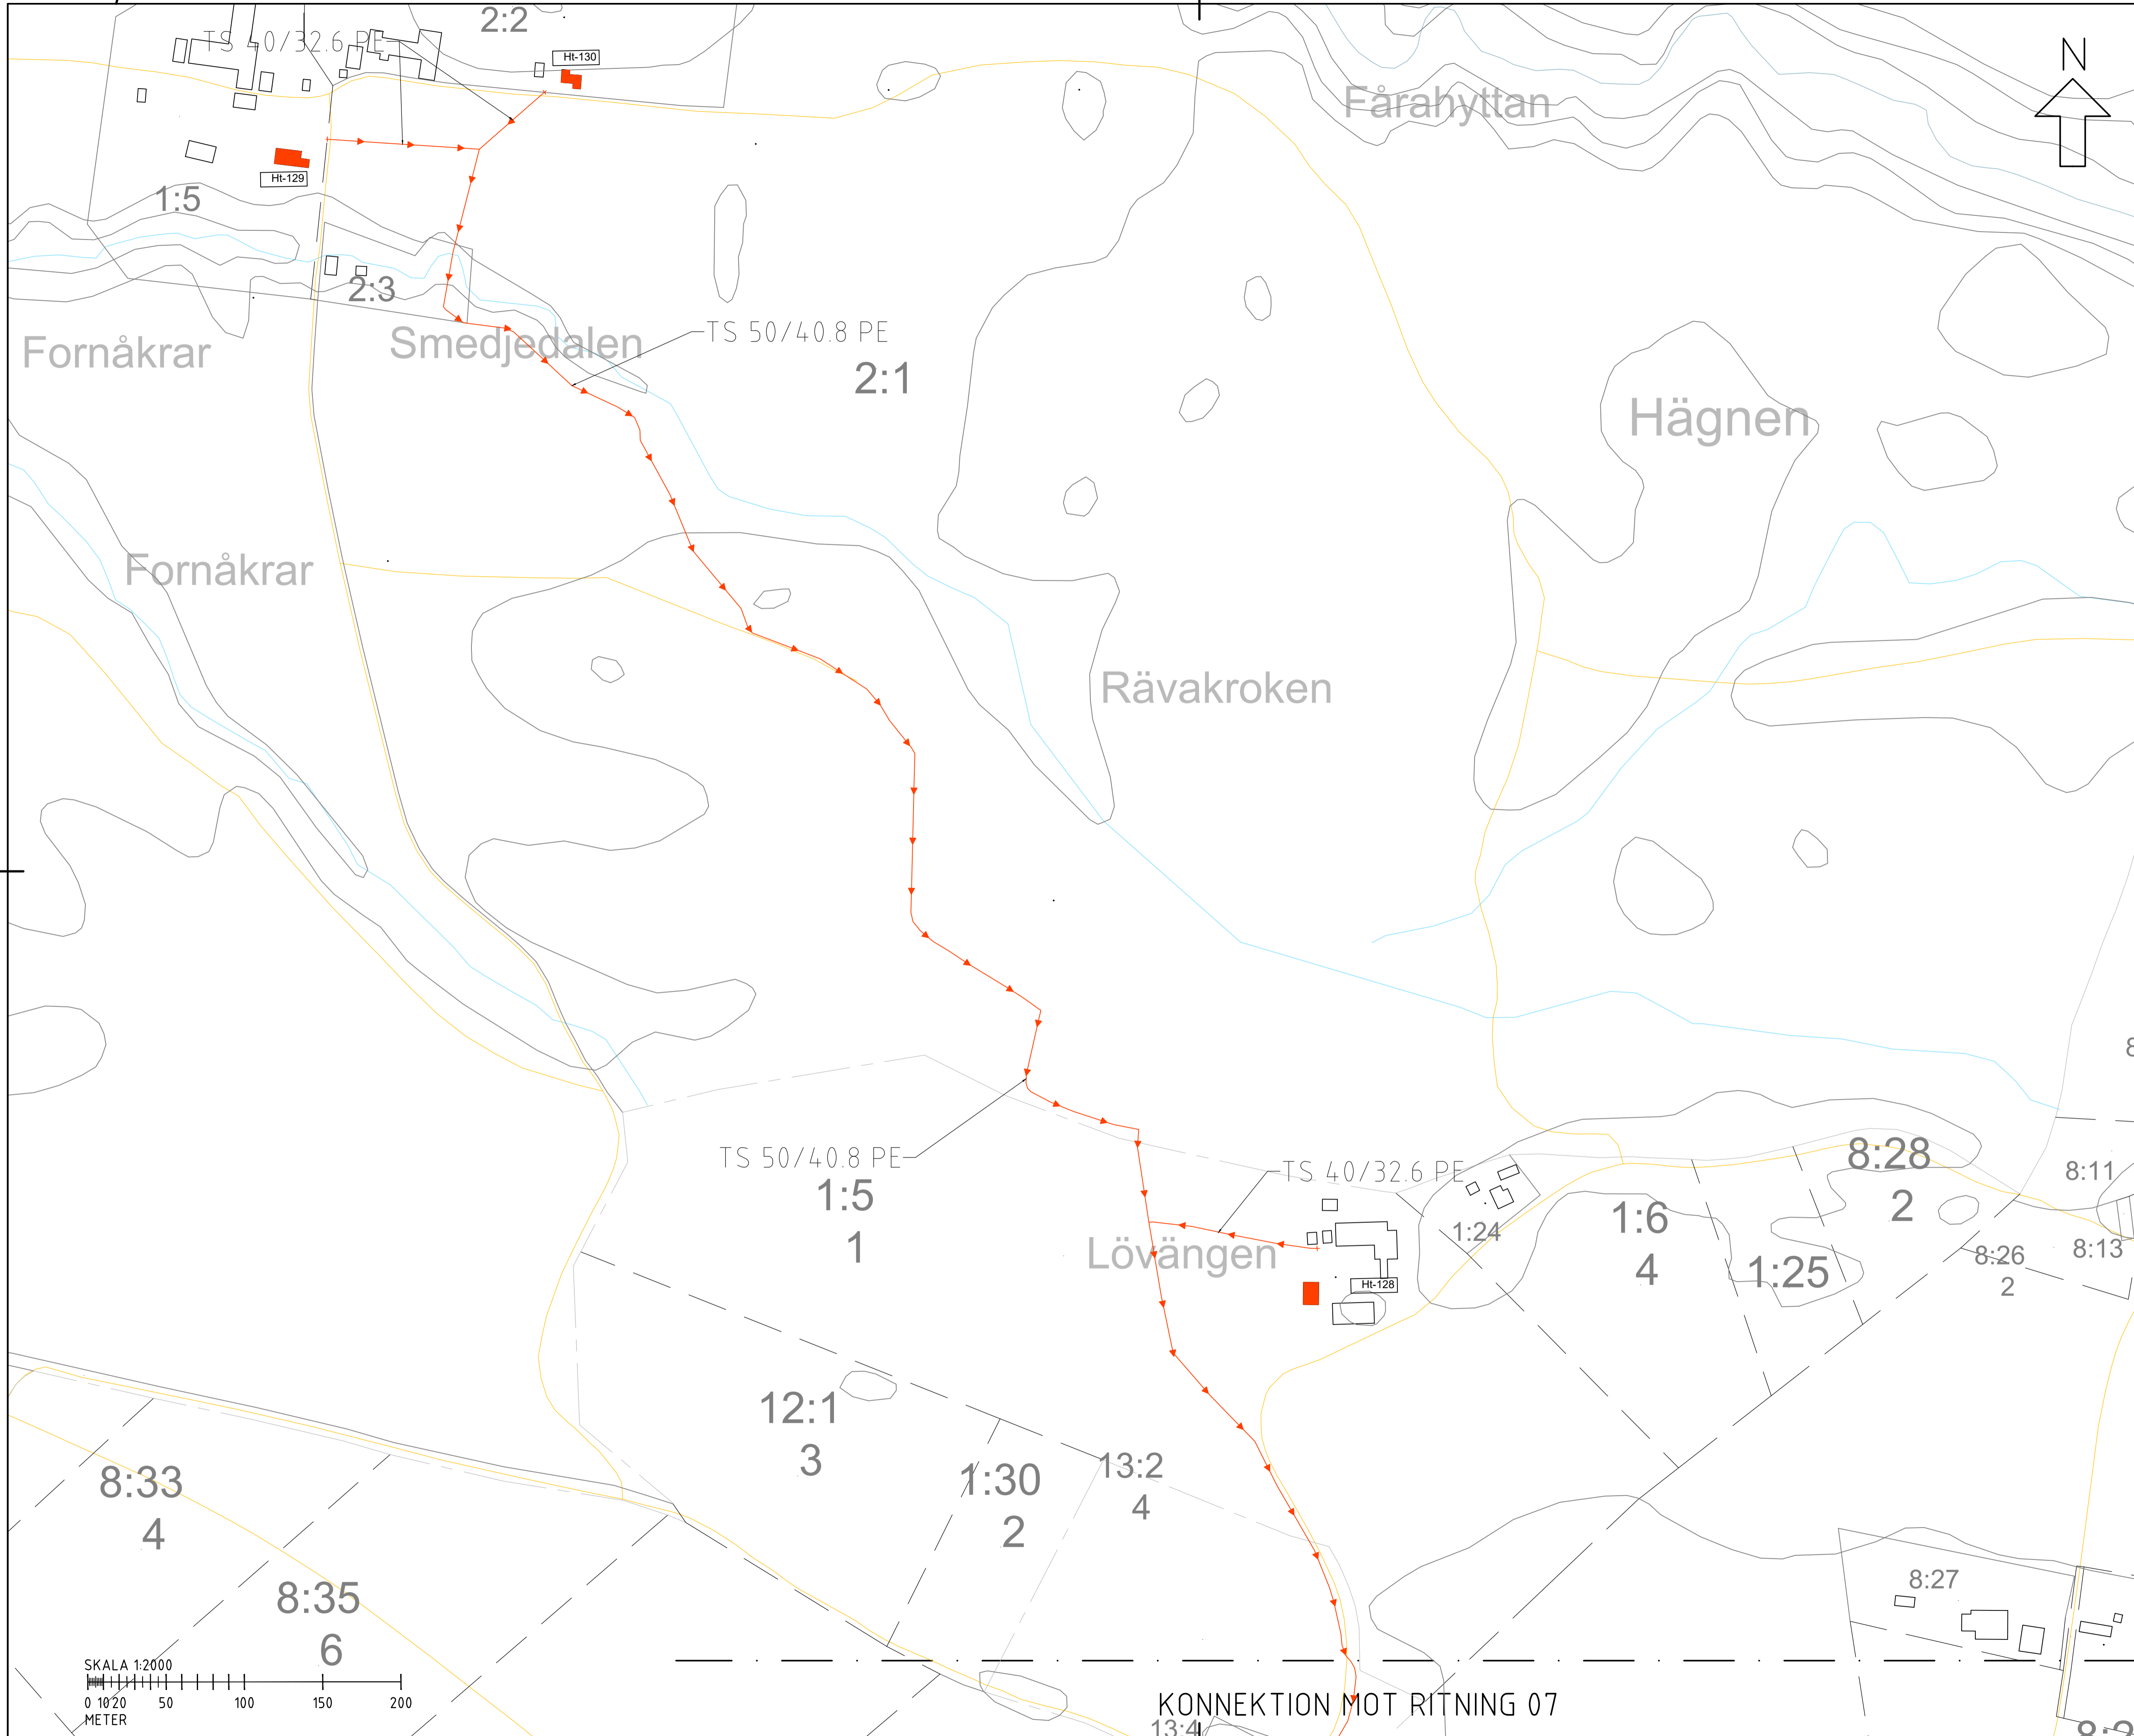 2:2
TS 40/32.6 PE
Ht-130
N
Fårahyttan
Ht-129
1:5
2:3
Fornåkrar
Smedjedalen
TS 50/40.8 PE
2:1
Hägnen
Fornåkrar
Rävakroken
TS 50/40.8 PE
1:5
1
TS 40/32.6 PE
8:28
2
8:11
1:24
1:6
4
1:25
8:26
2
8:13
Lövängen
Ht-128
12:1
3
1:30
2
13:2
4
8:33
4
8:35
6
8:27
SKALA 1:2000
0 10 20 50 100 150 200
METER
KONNEKTION MOT RITNING 07
13:4